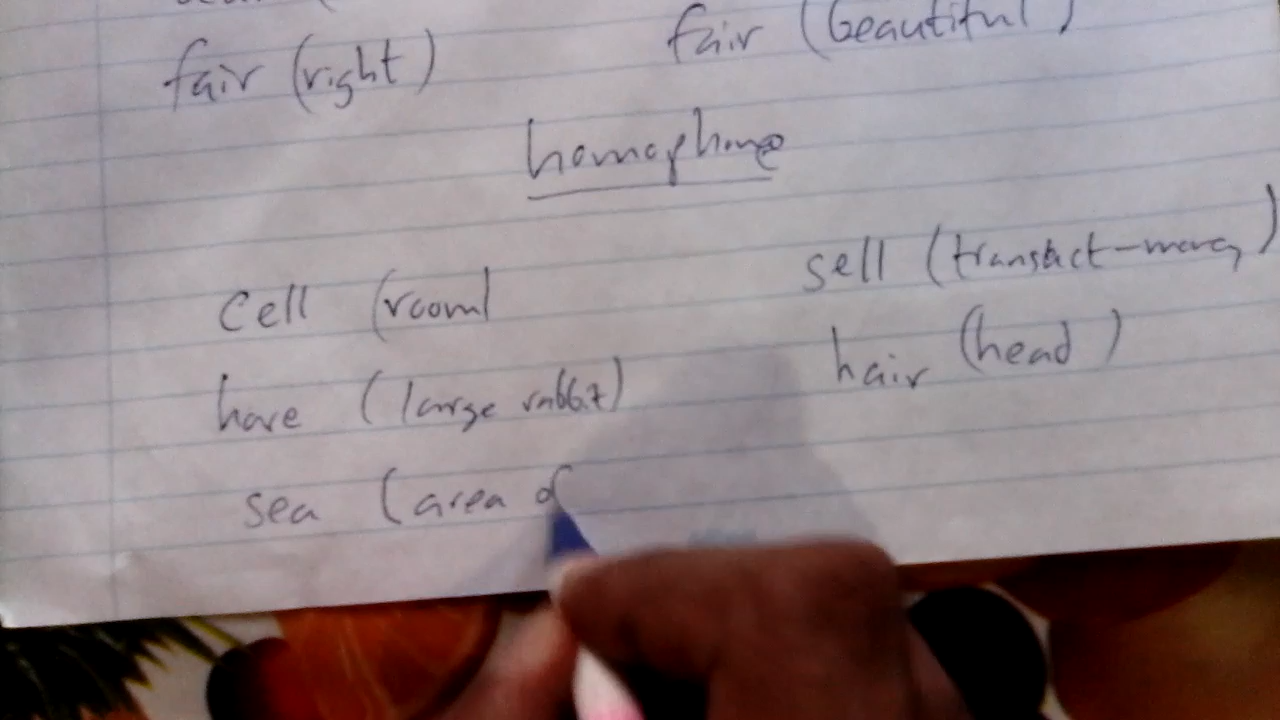 fair (right) fair (beautiful)
homophone
cell (room) sell (transact-money)
hare (large rabbit) hair (head)
sea (area of